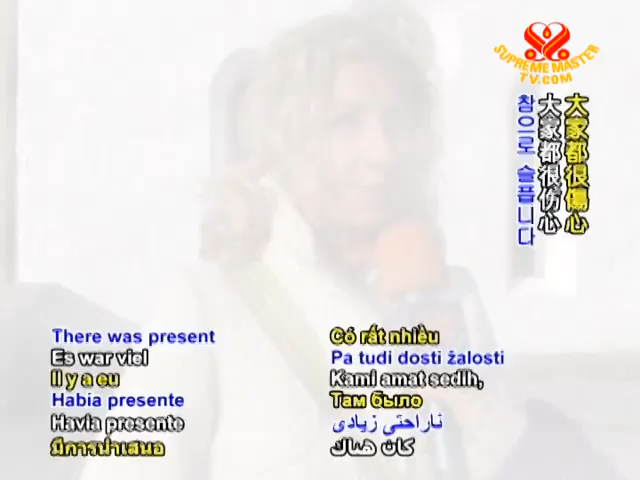 SUPREME MASTER
TV.COM
大家都很傷心
大家都很伤心
참으로 슬픕니다
There was present
Es war viel
Il y a eu
Había presente
Havia presente
มีการนำเสนอ
Có rất nhiều
Pa tudi dosti žalosti
Kami amat sedih,
Там было
ناراحتی زیادی
كان هناك